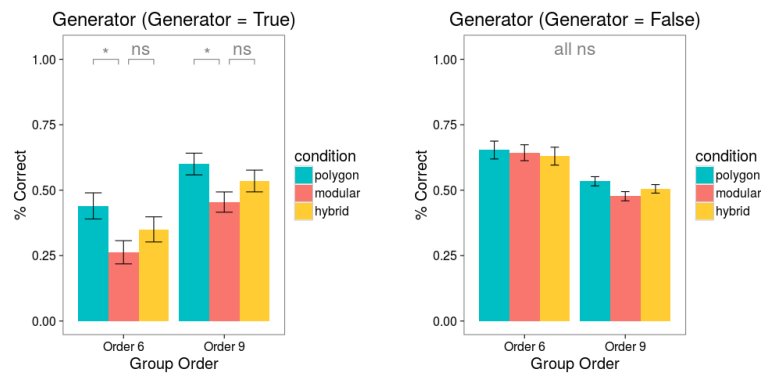 Generator (Generator = True)
* ns * ns
1.00
0.75
0.50
0.25
0.00
% Correct
Order 6 Order 9
Group Order
condition
polygon
modular
hybrid
Generator (Generator = False)
all ns
1.00
0.75
0.50
0.25
0.00
% Correct
Order 6 Order 9
Group Order
condition
polygon
modular
hybrid